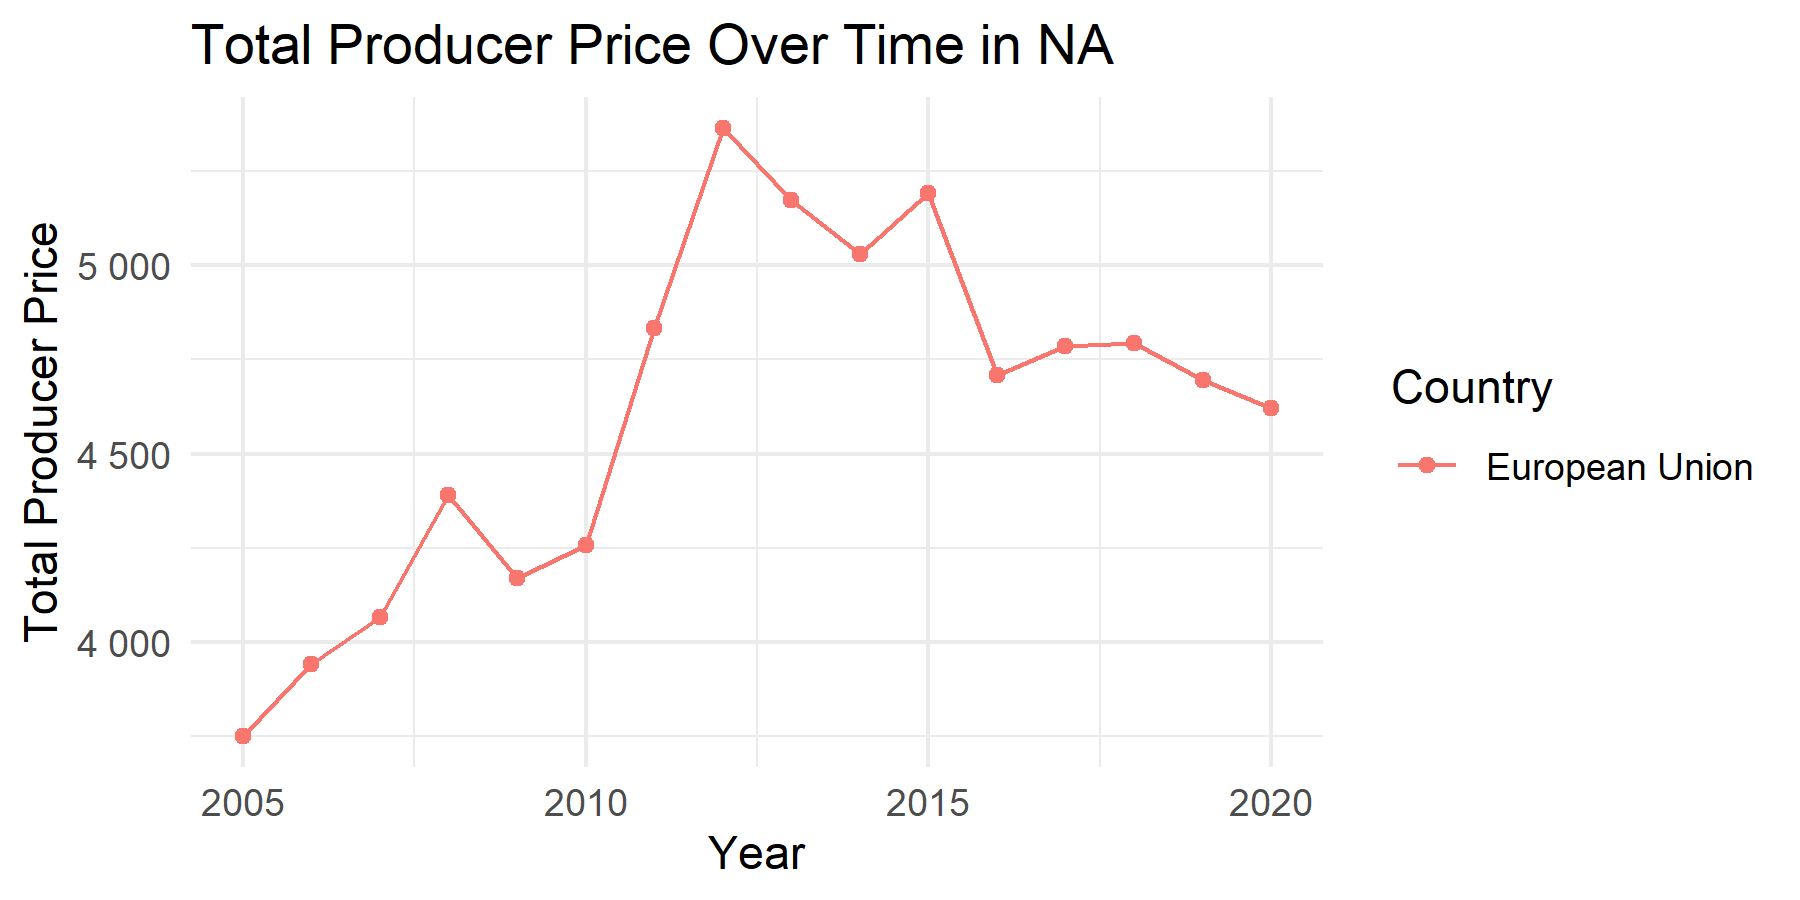 Total Producer Price Over Time in NA
Total Producer Price
5 000
4 500
4 000
2005 2010 2015 2020
Year
Country
European Union